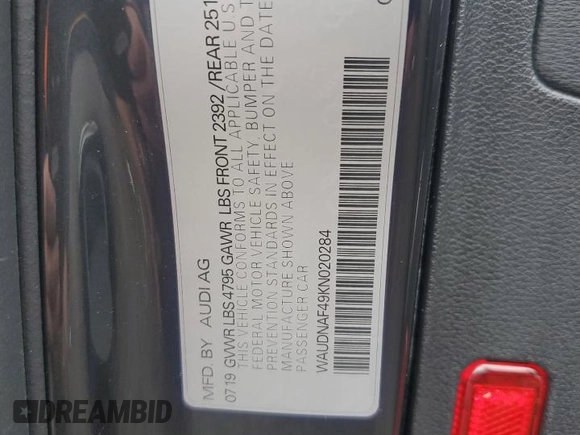 MFD. BY AUDI AG
0719 GVWR LBS 4795 GAWR LBS FRONT 2392 /REAR 251
THIS VEHICLE CONFORMS TO ALL APPLICABLE U S
FEDERAL MOTOR VEHICLE SAFETY, BUMPER AND T
PREVENTION STANDARDS IN EFFECT ON THE DATE
MANUFACTURE SHOWN ABOVE
PASSENGER CAR
WAUDNAF49KN020284
DREAMBID